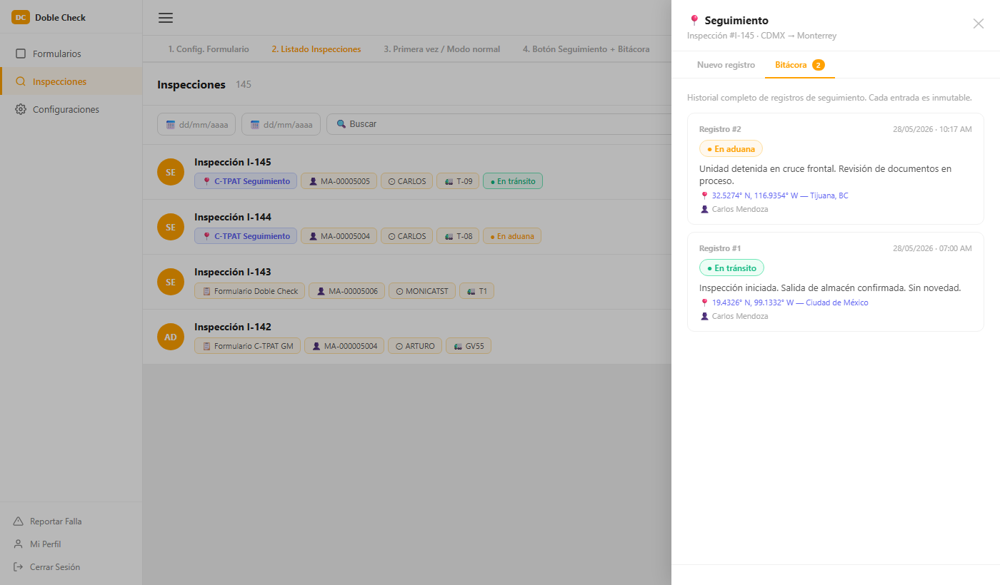 DC Doble Check
Formularios
Inspecciones
Configuraciones
Reportar Falla
Mi Perfil
Cerrar Sesión
1. Config. Formulario 2. Listado Inspecciones 3. Primera vez / Modo normal 4. Botón Seguimiento + Bitácora
Inspecciones 145
dd/mm/aaaa dd/mm/aaaa Buscar
SE
Inspección I-145
C-TPAT Seguimiento MA-00005005 CARLOS T-09 ● En tránsito
SE
Inspección I-144
C-TPAT Seguimiento MA-00005004 CARLOS T-08 ● En aduana
SE
Inspección I-143
Formulario Doble Check MA-00005006 MONICATST T1
AD
Inspección I-142
Formulario C-TPAT GM MA-000005004 ARTURO GV55
Seguimiento
Inspección #I-145 · CDMX → Monterrey
Nuevo registro Bitácora 2
Historial completo de registros de seguimiento. Cada entrada es inmutable.
Registro #2 28/05/2026 · 10:17 AM
● En aduana
Unidad detenida en cruce frontal. Revisión de documentos en
proceso.
32.5274° N, 116.9354° W — Tijuana, BC
Carlos Mendoza
Registro #1 28/05/2026 · 07:00 AM
● En tránsito
Inspección iniciada. Salida de almacén confirmada. Sin novedad.
19.4326° N, 99.1332° W — Ciudad de México
Carlos Mendoza